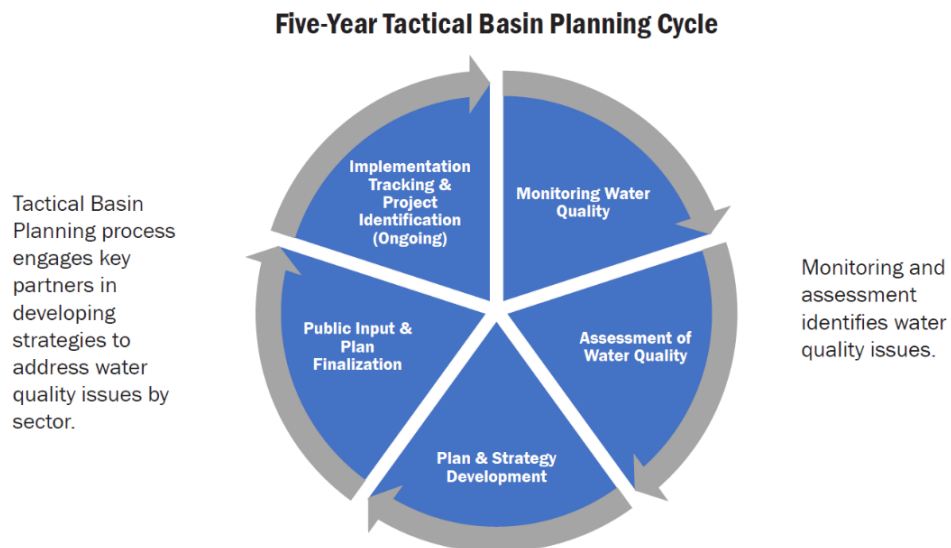 Five-Year Tactical Basin Planning Cycle
Implementation
Tracking &
Project
Identification
(Ongoing)
Monitoring Water
Quality
Tactical Basin
Planning process
engages key
partners in
developing
strategies to
address water
quality issues by
sector.
Public Input &
Plan
Finalization
Assessment of
Water Quality
Monitoring and
assessment
identifies water
quality issues.
Plan & Strategy
Development